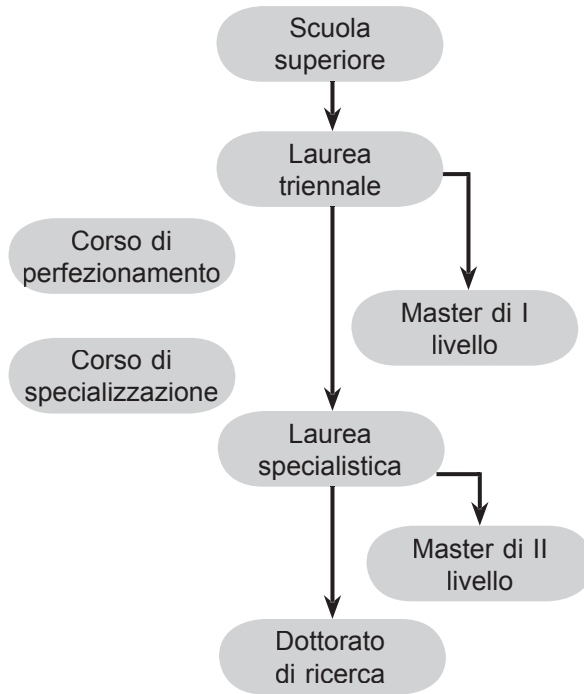 Scuola
superiore
Laurea
triennale
Corso di
perfezionamento
Master di I
livello
Corso di
specializzazione
Laurea
specialistica
Master di II
livello
Dottorato
di ricerca